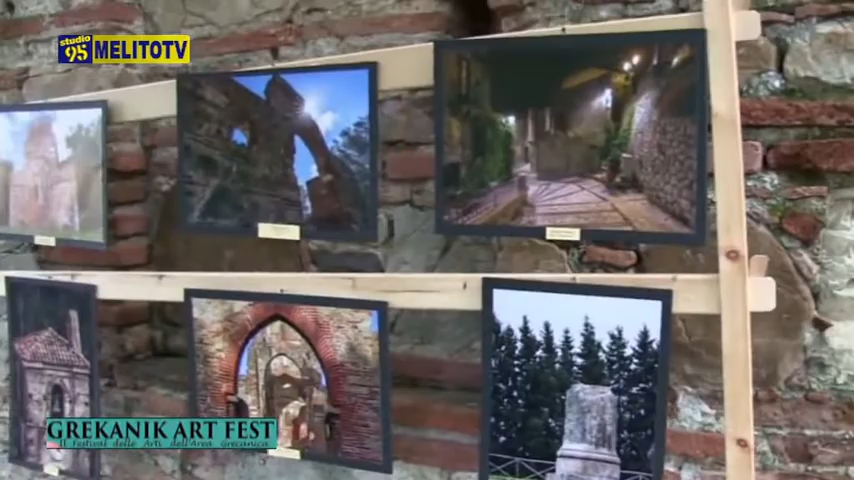 studio
95 MELITOTV
GREKANIK ART FEST
Il Festival delle Arti dell'Area Grecanica